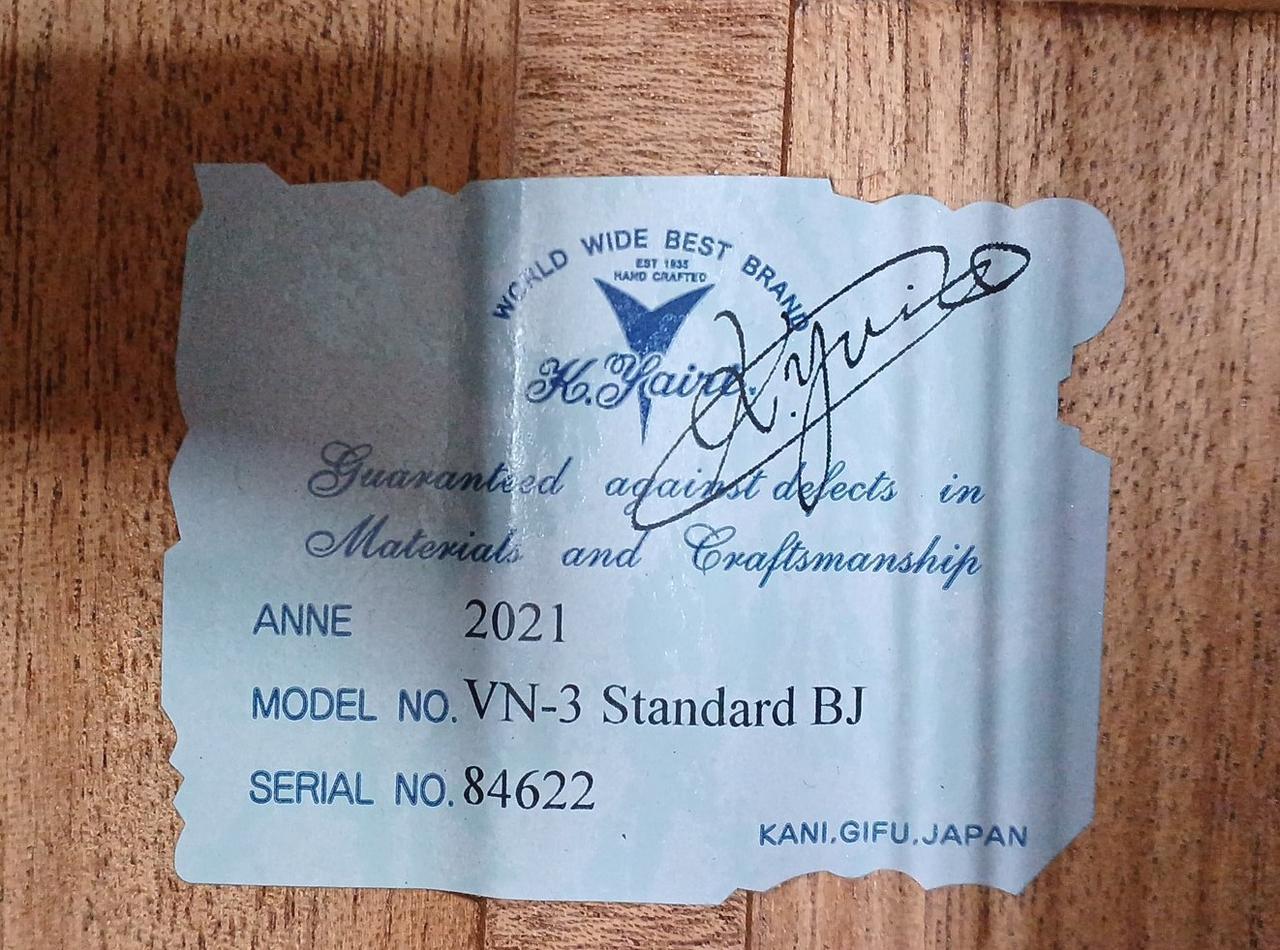 WORLD WIDE BEST BRAND
EST 1935
HAND CRAFTED
K.Yairi
K.Yairi
Guaranteed against defects in
Materials and Craftsmanship
ANNE 2021
MODEL NO. VN-3 Standard BJ
SERIAL NO. 84622
KANI.GIFU.JAPAN